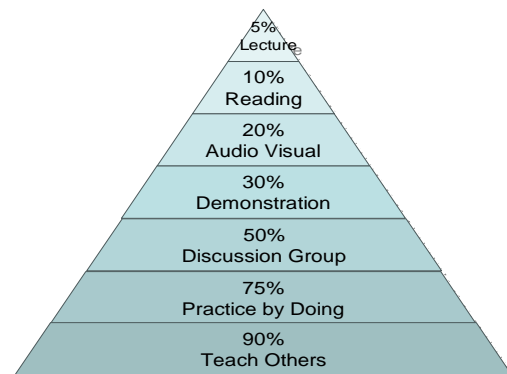 5%
Lecture
10%
Reading
20%
Audio Visual
30%
Demonstration
50%
Discussion Group
75%
Practice by Doing
90%
Teach Others